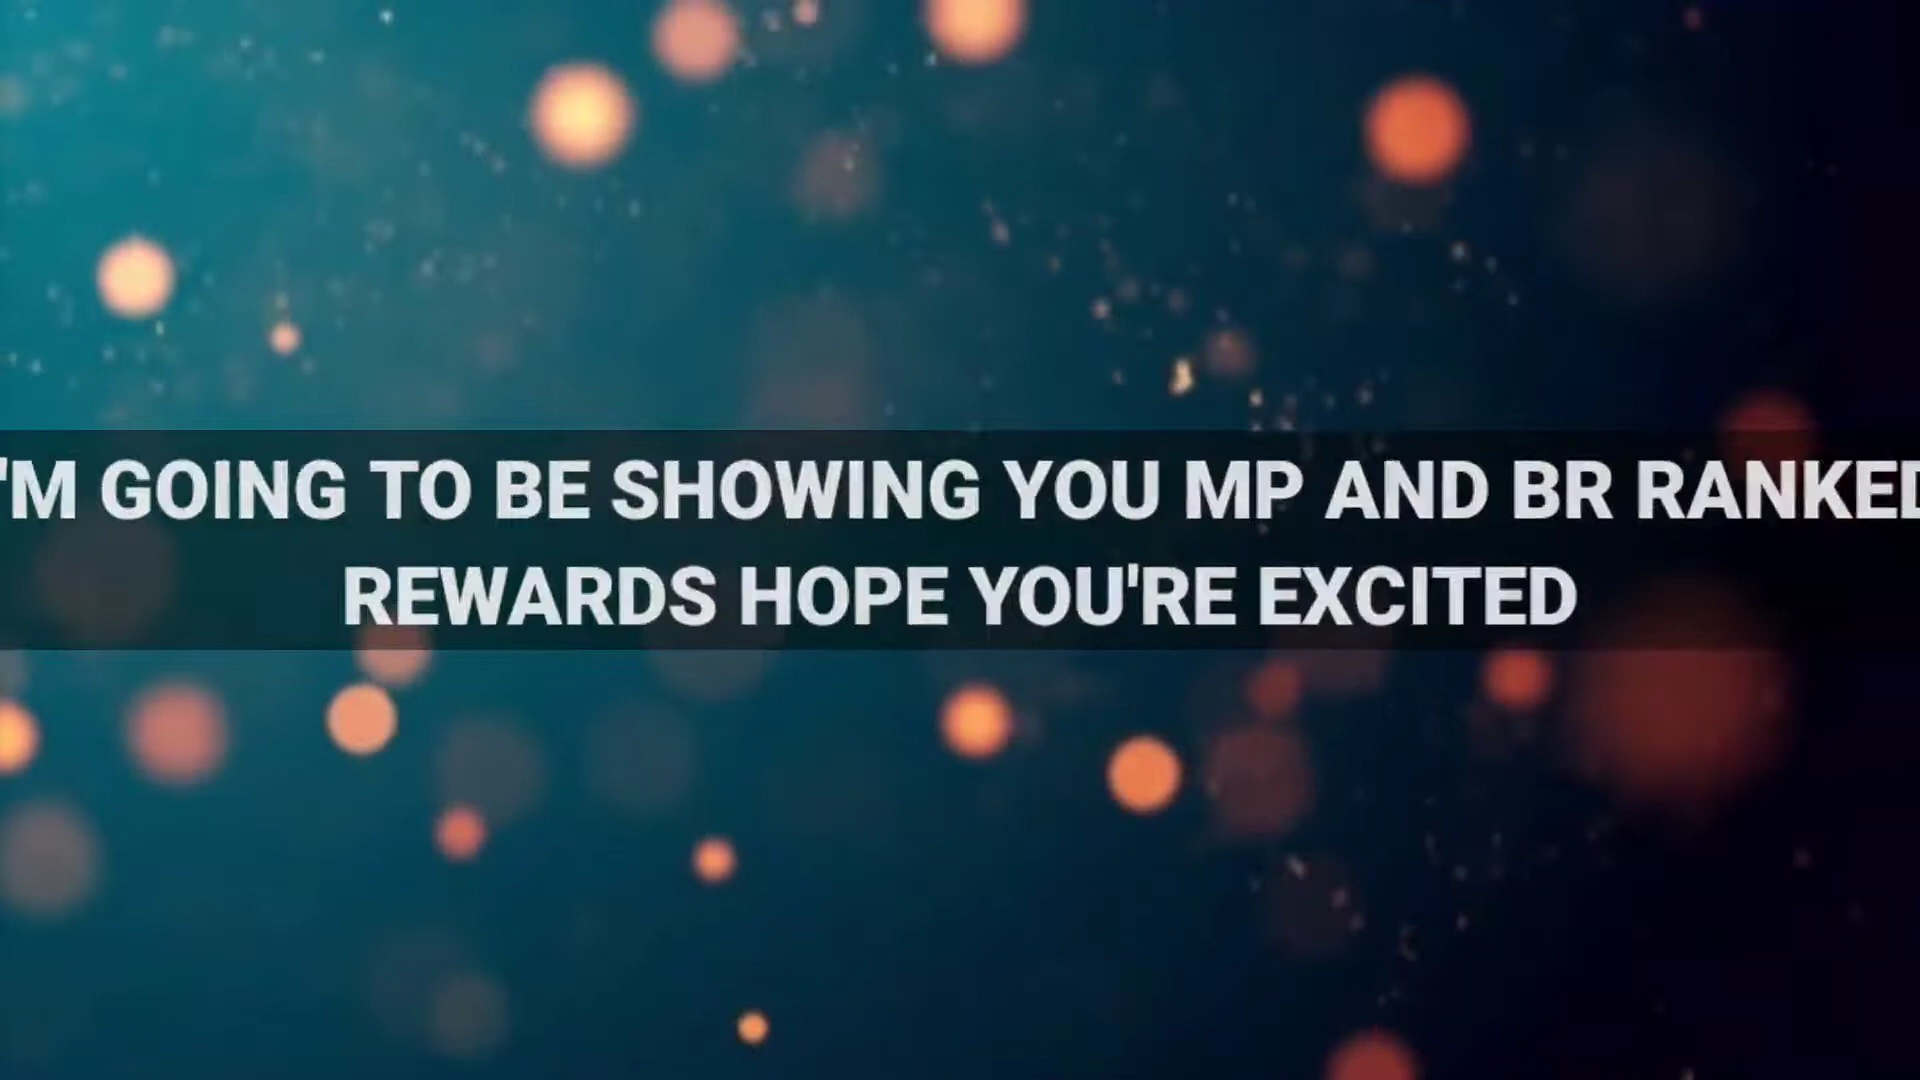 'M GOING TO BE SHOWING YOU MP AND BR RANKED
REWARDS HOPE YOU'RE EXCITED